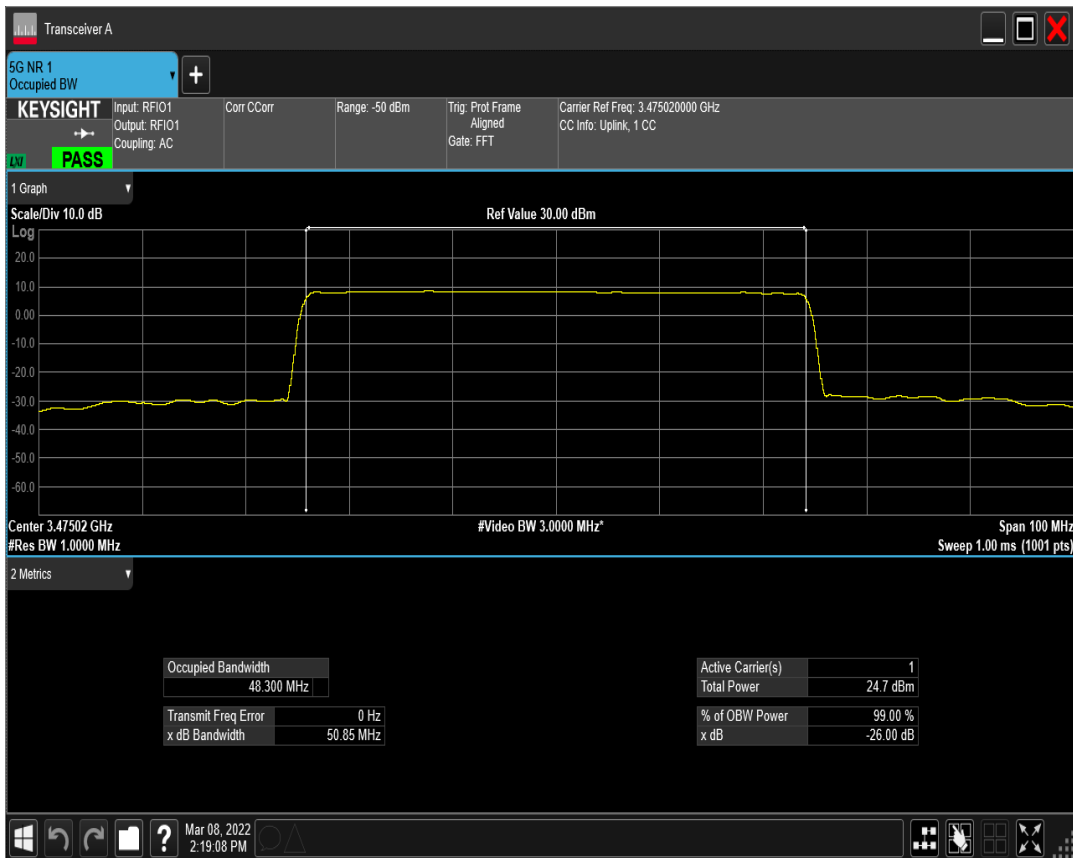 Transceiver A
5G NR 1
Occupied BW
+
KEYSIGHT
LXI
PASS
Input: RFIO1
Output: RFIO1
Coupling: AC
Corr CCorr
Range: -50 dBm
Trig: Prot Frame
Aligned
Gate: FFT
Carrier Ref Freq: 3.475020000 GHz
CC Info: Uplink, 1 CC
1 Graph
Scale/Div 10.0 dB
Ref Value 30.00 dBm
Log
20.0
10.0
0.00
-10.0
-20.0
-30.0
-40.0
-50.0
-60.0
Center 3.47502 GHz
#Video BW 3.0000 MHz*
Span 100 MHz
#Res BW 1.0000 MHz
Sweep 1.00 ms (1001 pts)
2 Metrics
Occupied Bandwidth
48.300 MHz
Transmit Freq Error 0 Hz
x dB Bandwidth 50.85 MHz
Active Carrier(s) 1
Total Power 24.7 dBm
% of OBW Power 99.00 %
x dB -26.00 dB
?
Mar 08, 2022
2:19:08 PM